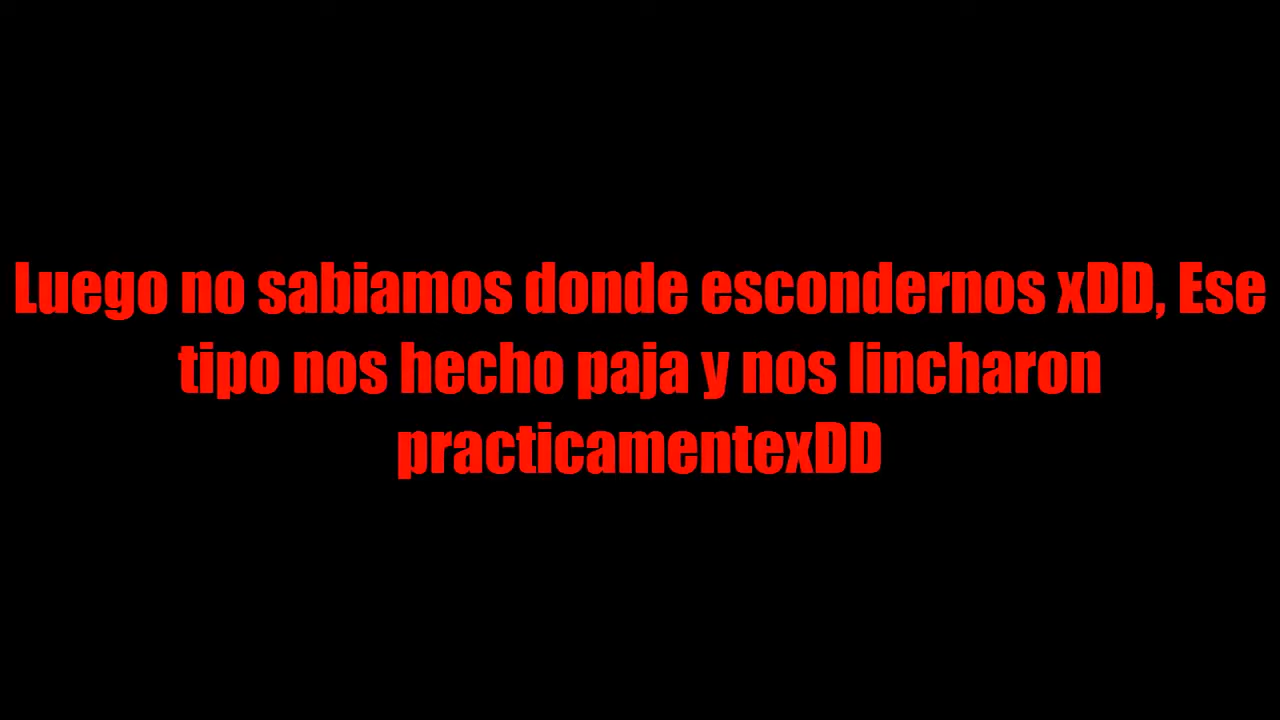 Luego no sabiamos donde escondernos xDD, Ese
tipo nos hecho paja y nos lincharon
practicamentexDD